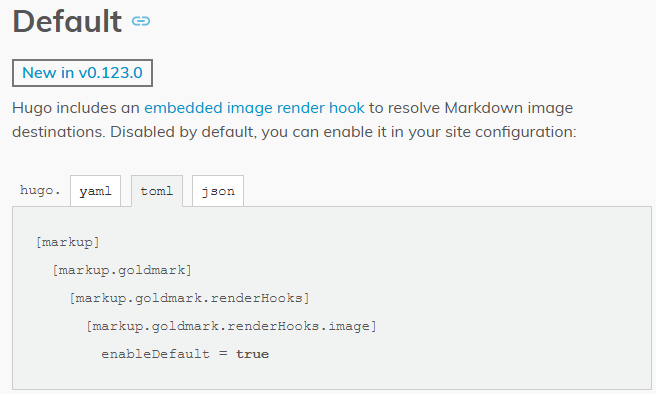 Default
New in v0.123.0
Hugo includes an embedded image render hook to resolve Markdown image
destinations. Disabled by default, you can enable it in your site configuration:
hugo. yaml toml json
[markup]
[markup.goldmark]
[markup.goldmark.renderHooks]
[markup.goldmark.renderHooks.image]
enableDefault = true